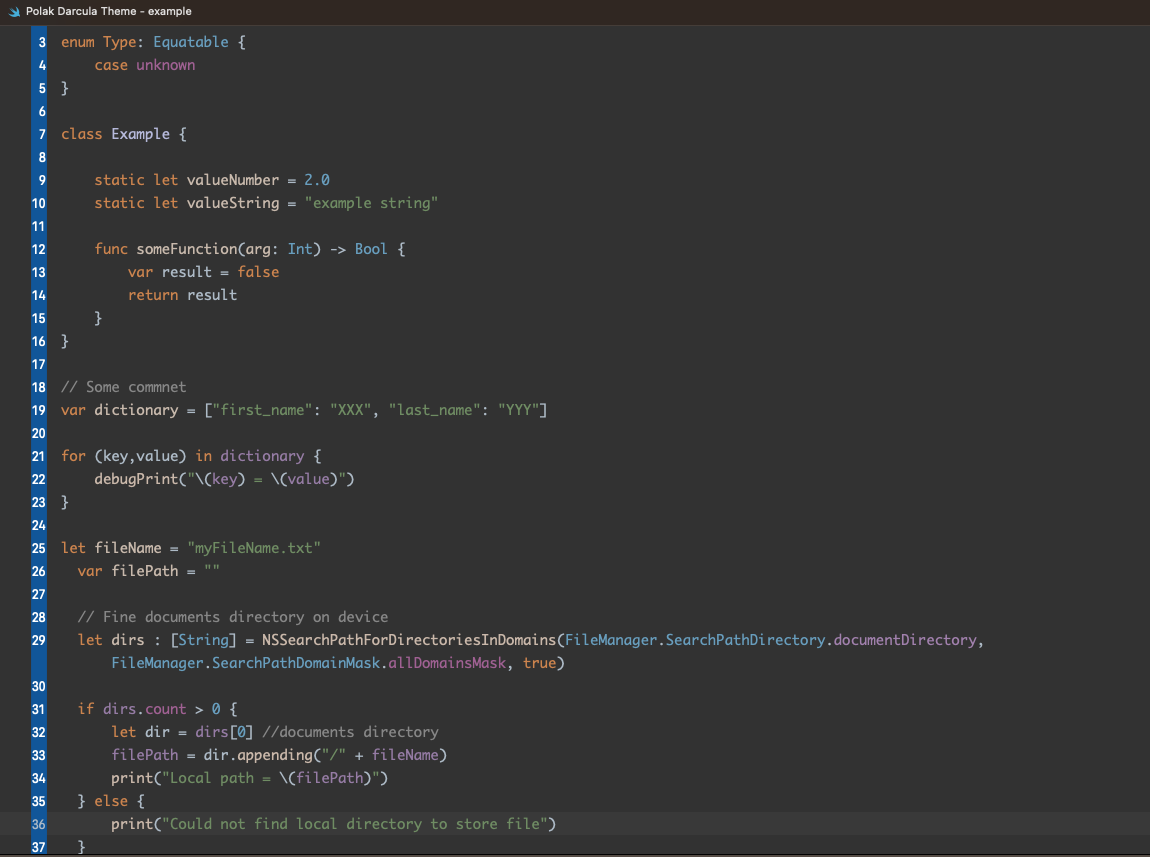 Polak Darcula Theme - example
3 enum Type: Equatable {
4     case unknown
5 }
6
7 class Example {
8
9     static let valueNumber = 2.0
10     static let valueString = "example string"
11
12     func someFunction(arg: Int) -> Bool {
13         var result = false
14         return result
15     }
16 }
17
18 // Some commnet
19 var dictionary = ["first_name": "XXX", "last_name": "YYY"]
20
21 for (key,value) in dictionary {
22     debugPrint("\(key) = \(value)")
23 }
24
25 let fileName = "myFileName.txt"
26   var filePath = ""
27
28   // Fine documents directory on device
29   let dirs : [String] = NSSearchPathForDirectoriesInDomains(FileManager.SearchPathDirectory.documentDirectory,
      FileManager.SearchPathDomainMask.allDomainsMask, true)
30
31   if dirs.count > 0 {
32       let dir = dirs[0] //documents directory
33       filePath = dir.appending("/" + fileName)
34       print("Local path = \(filePath)")
35   } else {
36       print("Could not find local directory to store file")
37   }